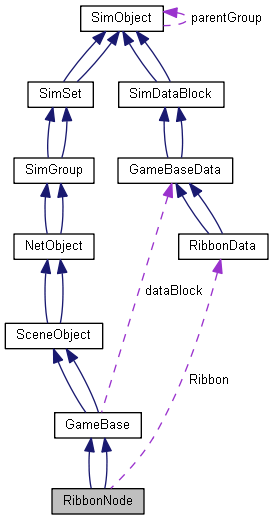 SimObject
parentGroup
SimSet
SimDataBlock
SimGroup
GameBaseData
NetObject
RibbonData
dataBlock
SceneObject
Ribbon
GameBase
RibbonNode